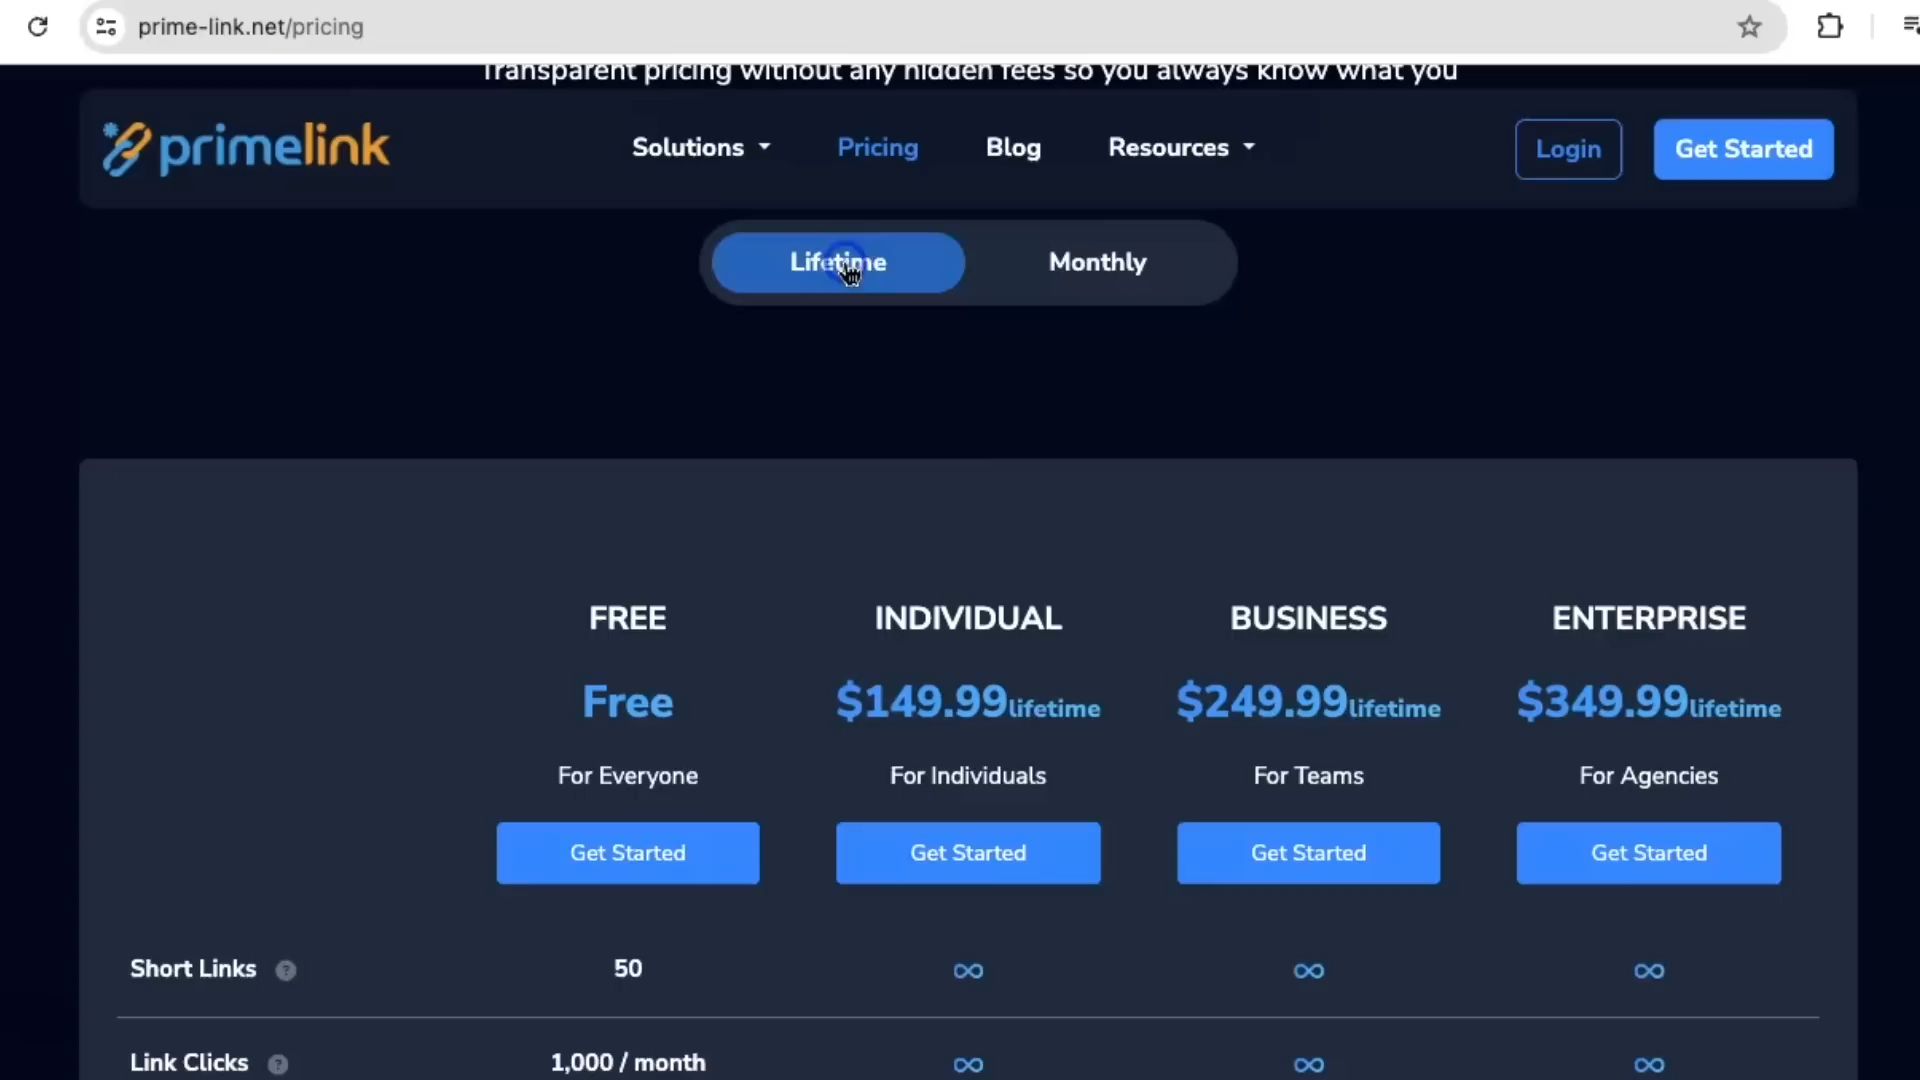 prime-link.net/pricing
Transparent pricing without any hidden fees so you always know what you
primelink
Solutions
Pricing
Blog
Resources
Login
Get Started
Lifetime
Monthly
FREE INDIVIDUAL BUSINESS ENTERPRISE
Free $149.99lifetime $249.99lifetime $349.99lifetime
For Everyone For Individuals For Teams For Agencies
Get Started Get Started Get Started Get Started
Short Links ? 50 ∞ ∞ ∞
Link Clicks ? 1,000 / month ∞ ∞ ∞